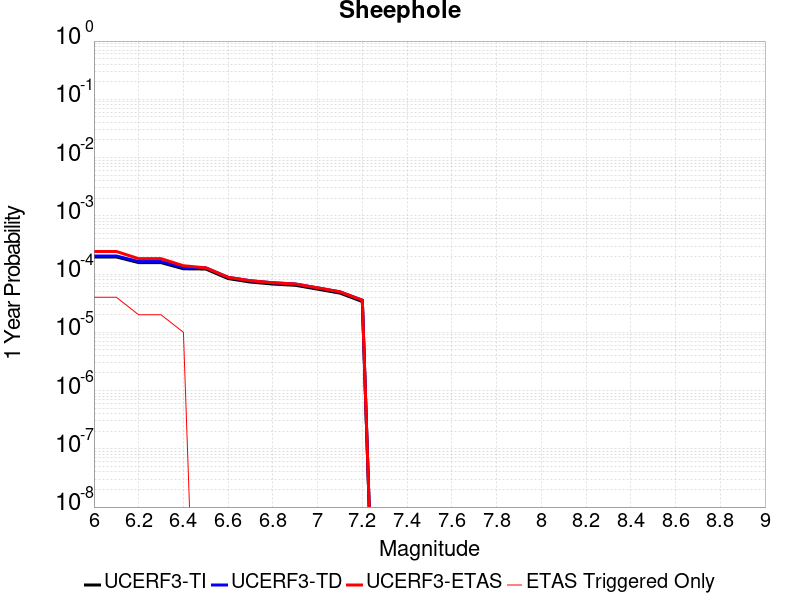 Sheephole
1 Year Probability
10^0
10^-1
10^-2
10^-3
10^-4
10^-5
10^-6
10^-7
10^-8
6 6.2 6.4 6.6 6.8 7 7.2 7.4 7.6 7.8 8 8.2 8.4 8.6 8.8 9
Magnitude
UCERF3-TI UCERF3-TD UCERF3-ETAS ETAS Triggered Only